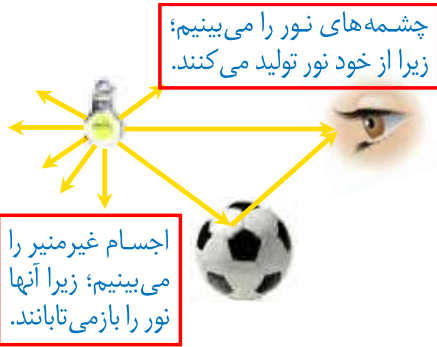 چشمه‌های نور را می‌بینیم؛
زیرا از خود نور تولید می‌کنند.
اجسام غیرمنیر را
می‌بینیم؛ زیرا آنها
نور را بازمی‌تابانند.